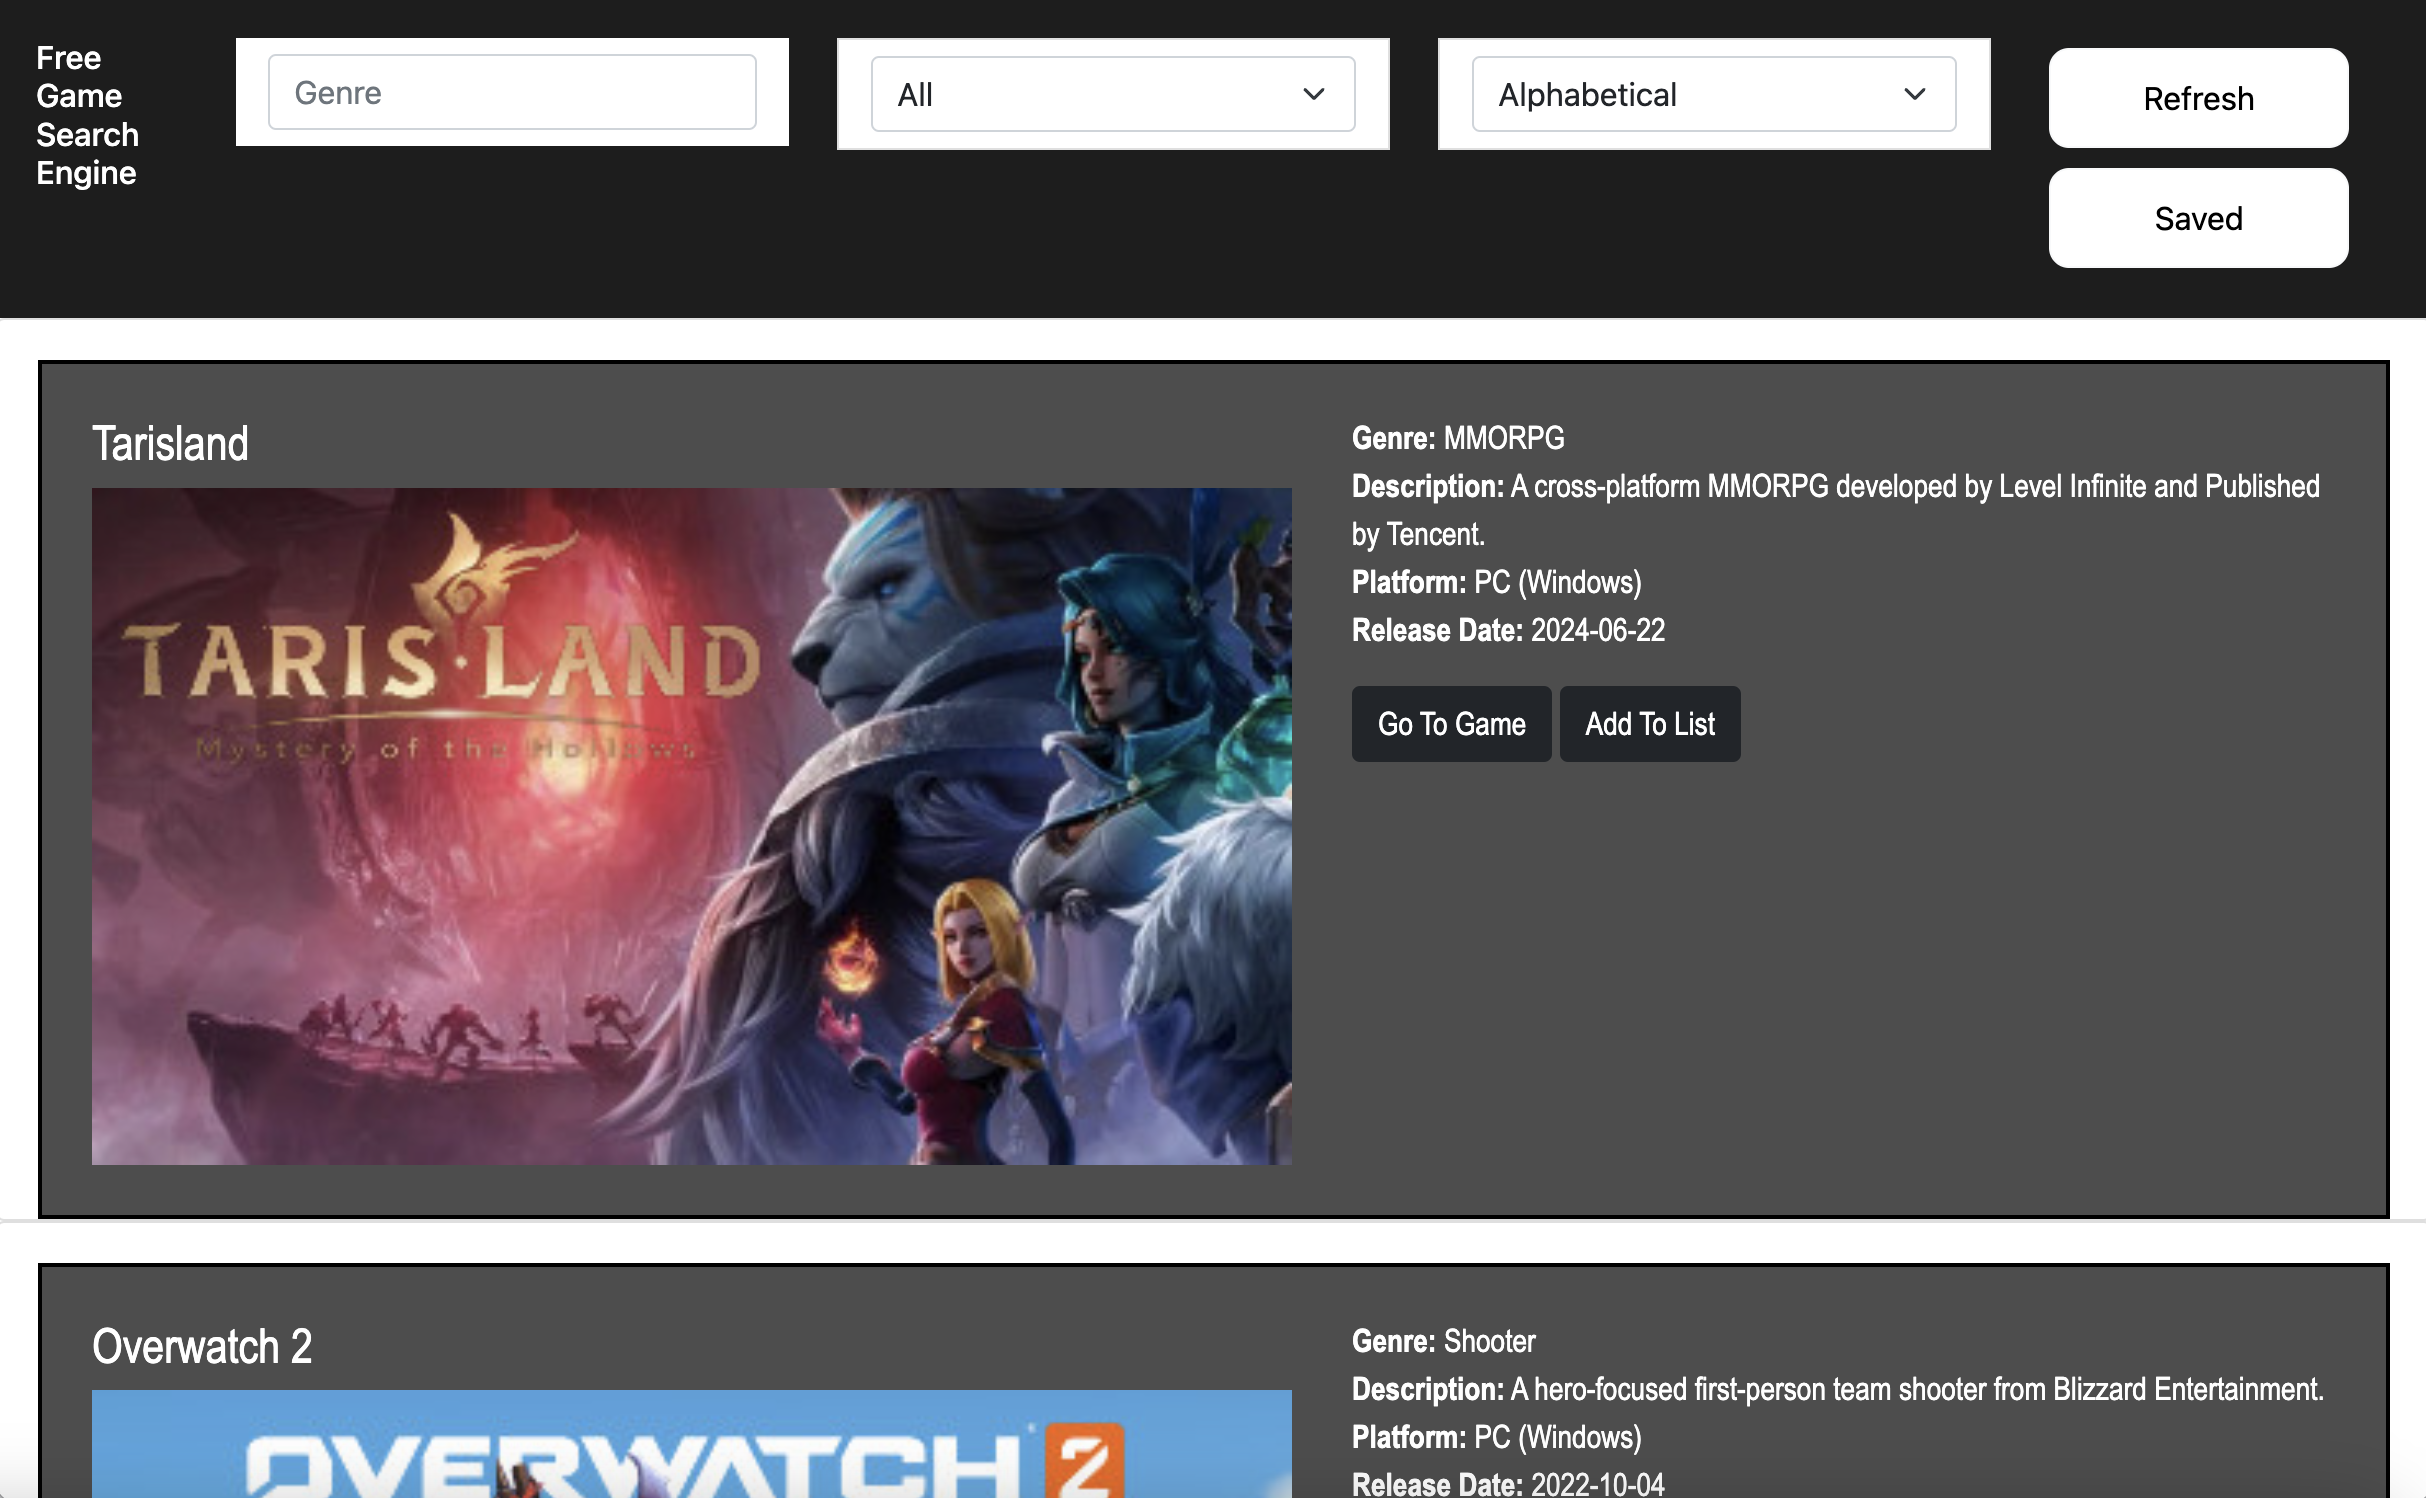 Free
Game
Search
Engine
Genre
All
Alphabetical
Refresh
Saved
Tarisland
TARIS·LAND
Mystery of the Hollows
Genre: MMORPG
Description: A cross-platform MMORPG developed by Level Infinite and Published
by Tencent.
Platform: PC (Windows)
Release Date: 2024-06-22
Go To Game
Add To List
Overwatch 2
OVERWATCH 2
Genre: Shooter
Description: A hero-focused first-person team shooter from Blizzard Entertainment.
Platform: PC (Windows)
Release Date: 2022-10-04